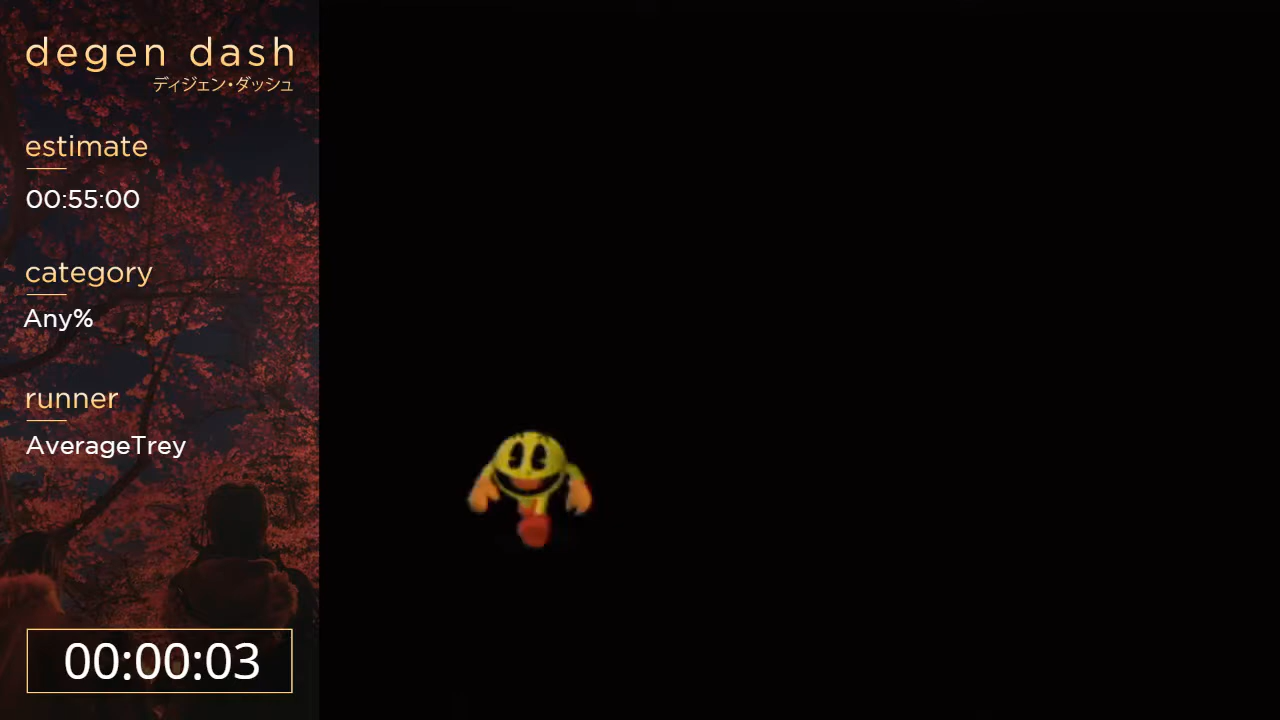 degen dash
ディジェン・ダッシュ
estimate
00:55:00
category
Any%
runner
AverageTrey
00:00:03